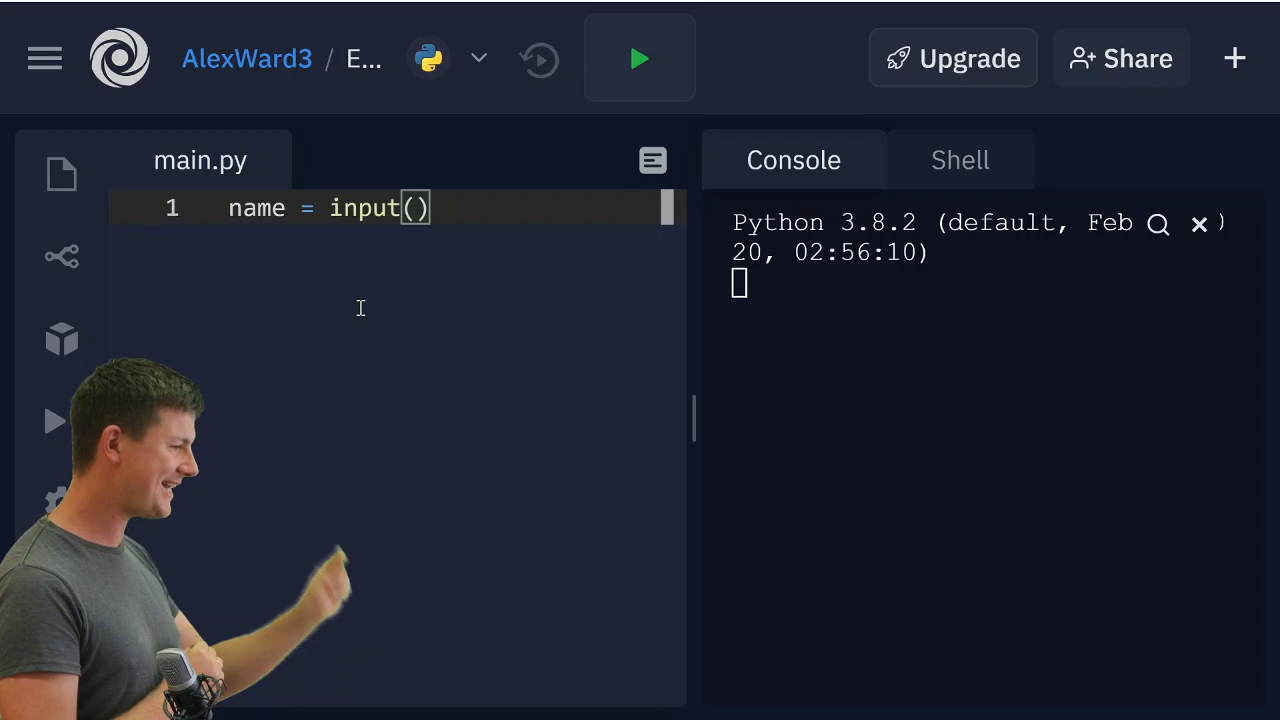 AlexWard3 / E...
Upgrade
Share
main.py
Console
Shell
1 name = input()
Python 3.8.2 (default, Feb )
20, 02:56:10)